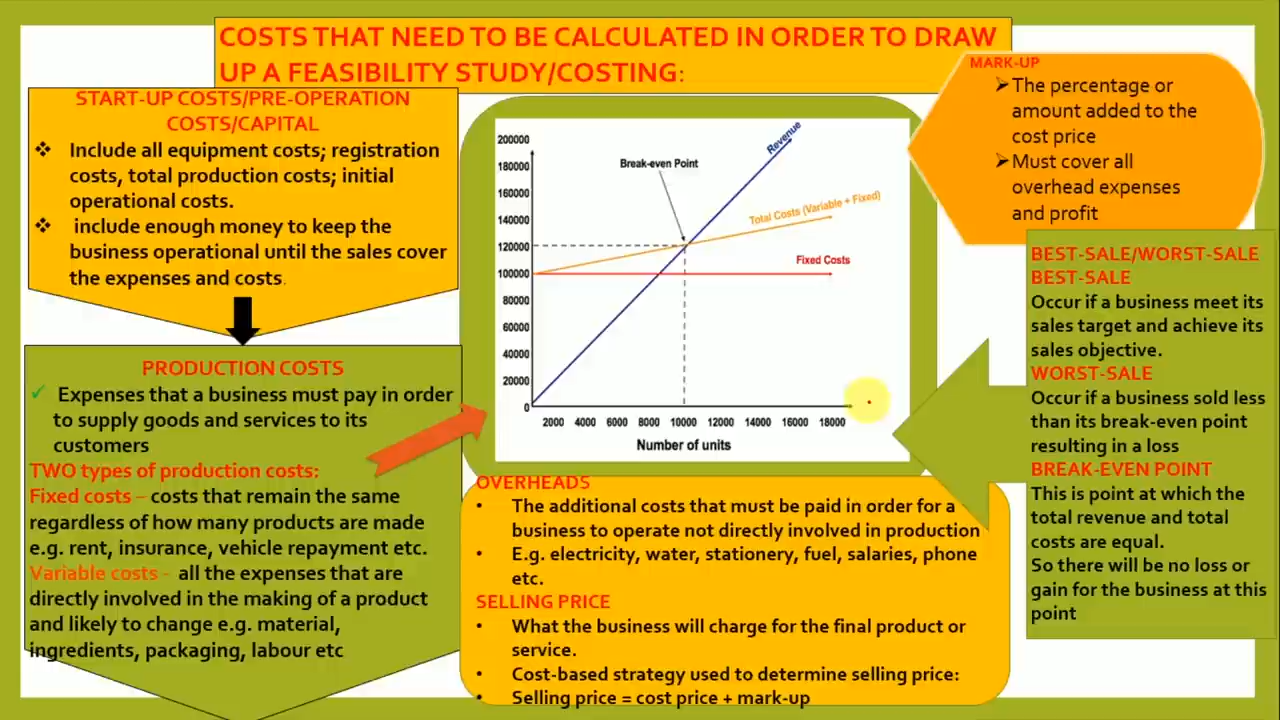 COSTS THAT NEED TO BE CALCULATED IN ORDER TO DRAW
UP A FEASIBILITY STUDY/COSTING:
START-UP COSTS/PRE-OPERATION
COSTS/CAPITAL
Include all equipment costs; registration
costs, total production costs; initial
operational costs.
include enough money to keep the
business operational until the sales cover
the expenses and costs.
PRODUCTION COSTS
Expenses that a business must pay in order
to supply goods and services to its
customers
TWO types of production costs:
Fixed costs – costs that remain the same
regardless of how many products are made
e.g. rent, insurance, vehicle repayment etc.
Variable costs - all the expenses that are
directly involved in the making of a product
and likely to change e.g. material,
ingredients, packaging, labour etc
200000
180000
160000
140000
120000
100000
80000
60000
40000
20000
0
Break-even Point
Revenue
Total Costs (Variable + Fixed)
Fixed Costs
2000 4000 6000 8000 10000 12000 14000 16000 18000
Number of units
OVERHEADS
• The additional costs that must be paid in order for a
business to operate not directly involved in production
• E.g. electricity, water, stationery, fuel, salaries, phone
etc.
SELLING PRICE
• What the business will charge for the final product or
service.
• Cost-based strategy used to determine selling price:
• Selling price = cost price + mark-up
MARK-UP
The percentage or
amount added to the
cost price
Must cover all
overhead expenses
and profit
BEST-SALE/WORST-SALE
BEST-SALE
Occur if a business meet its
sales target and achieve its
sales objective.
WORST-SALE
Occur if a business sold less
than its break-even point
resulting in a loss
BREAK-EVEN POINT
This is point at which the
total revenue and total
costs are equal.
So there will be no loss or
gain for the business at this
point